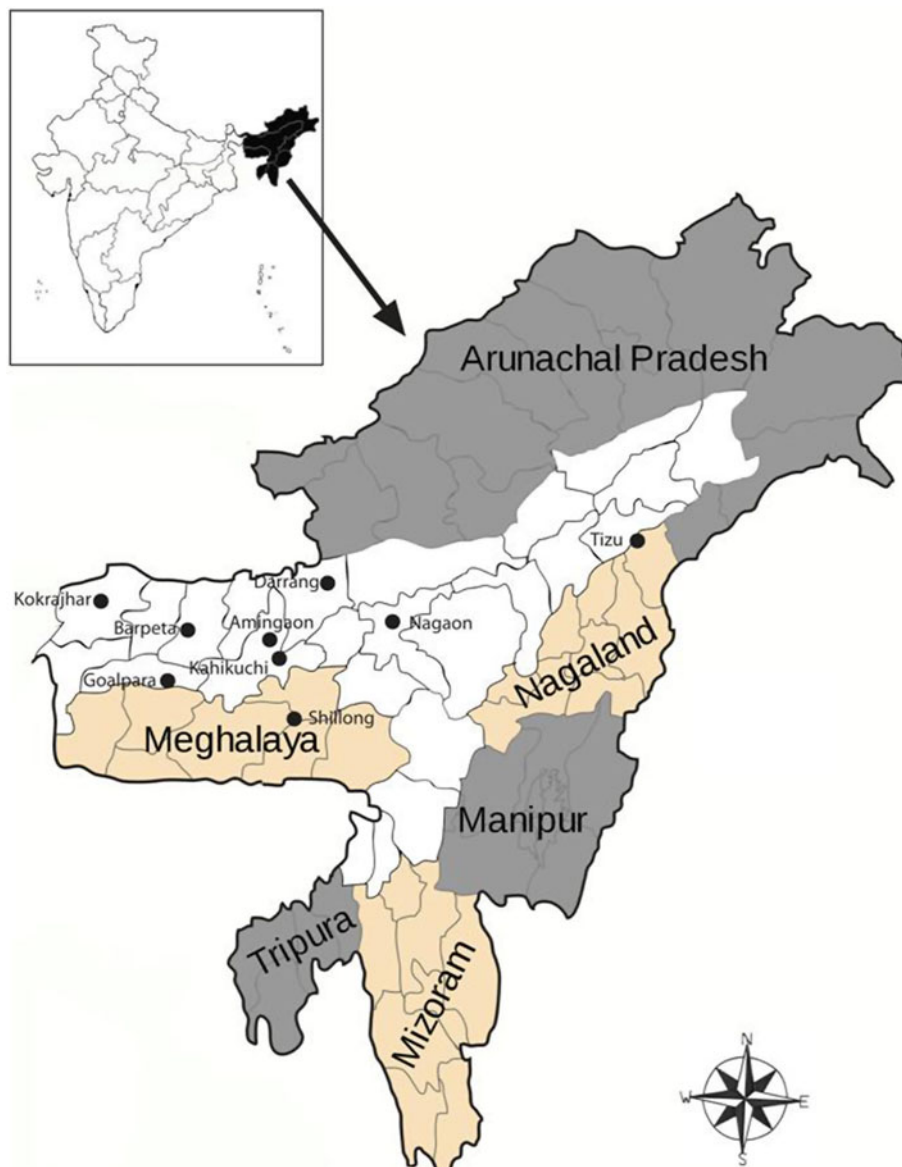 Arunachal Pradesh
Tizu
Darrang
Kokrajhar
Amingaon
Nagaon
Barpeta
Kahikuchi
Nagaland
Goalpara
Shillong
Meghalaya
Manipur
Tripura
Mizoram
N
W
E
S